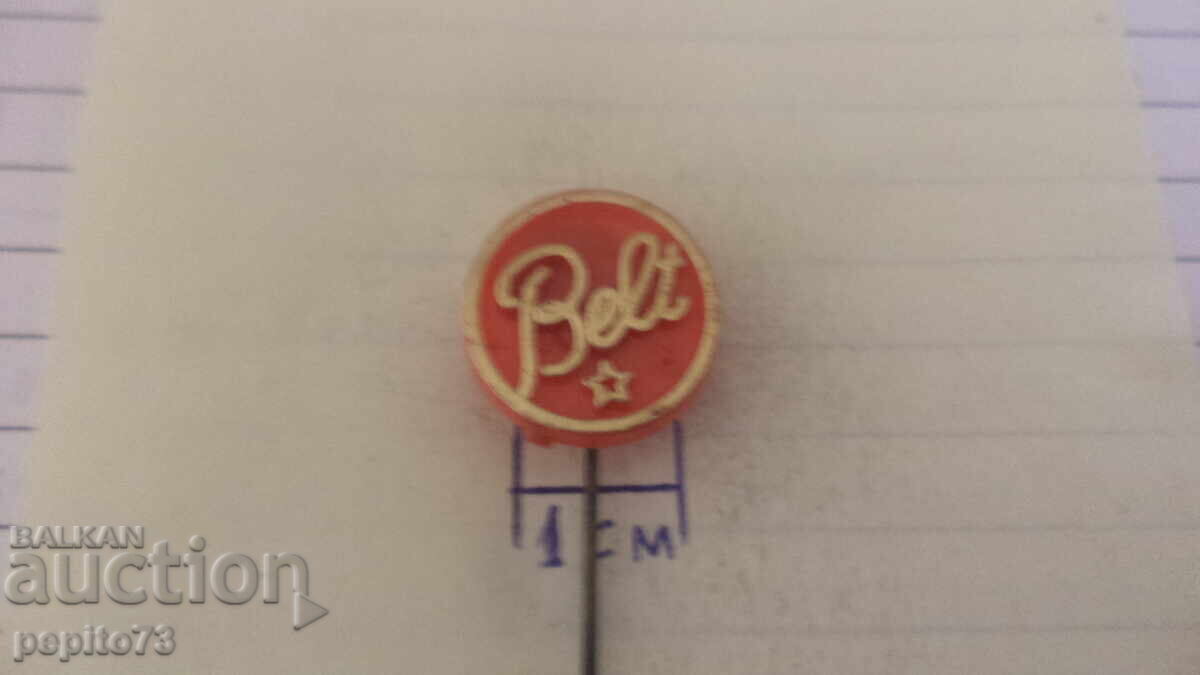 Belt
1 CM
BALKAN
auction
pepito73